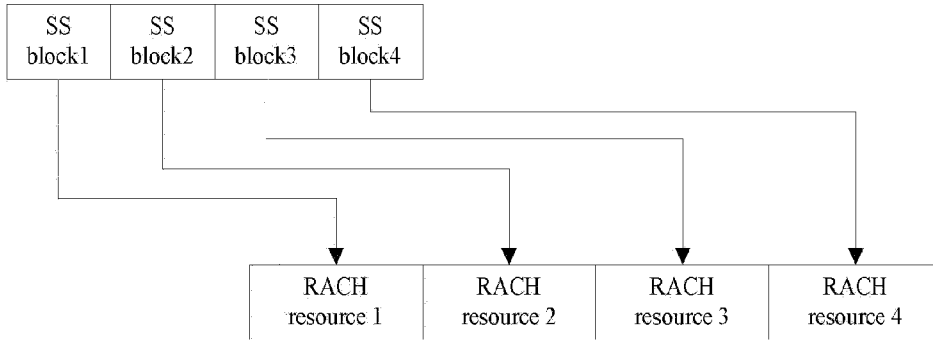 SS
block1
SS
block2
SS
block3
SS
block4
RACH
resource 1
RACH
resource 2
RACH
resource 3
RACH
resource 4